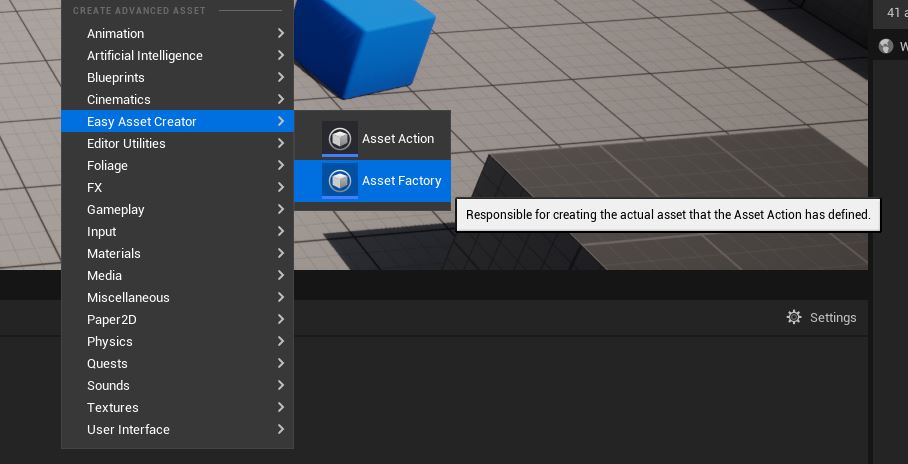 CREATE ADVANCED ASSET
Animation
Artificial Intelligence
Blueprints
Cinematics
Easy Asset Creator
Asset Action
Asset Factory
Responsible for creating the actual asset that the Asset Action has defined.
Editor Utilities
Foliage
FX
Gameplay
Input
Materials
Media
Miscellaneous
Paper2D
Physics
Quests
Sounds
Textures
User Interface
Settings
41